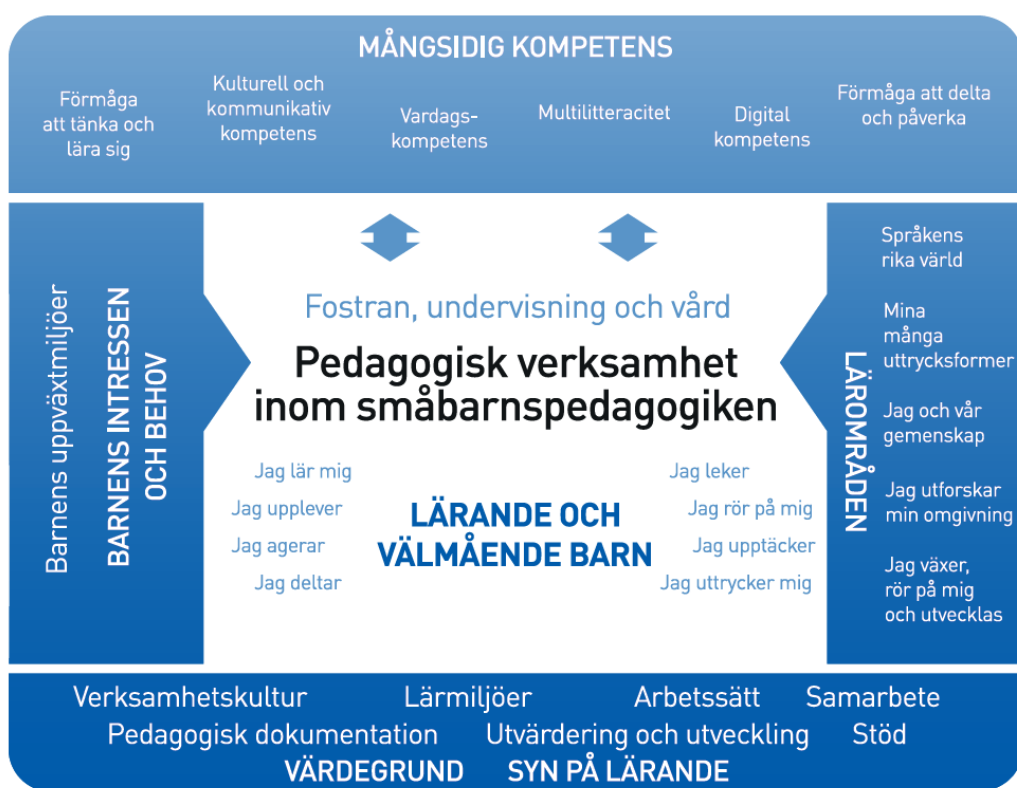 MÅNGSIDIG KOMPETENS
Förmåga
att tänka och
lära sig
Kulturell och
kommunikativ
kompetens
Vardags-
kompetens
Multilitteracitet
Digital
kompetens
Förmåga att delta
och påverka
Barnens uppväxtmiljöer
BARNENS INTRESSEN
OCH BEHOV
Fostran, undervisning och vård
Pedagogisk verksamhet
inom småbarnspedagogiken
Jag lär mig
Jag upplever
Jag agerar
Jag deltar
LÄRANDE OCH
VÄLMÅENDE BARN
Jag leker
Jag rör på mig
Jag upptäcker
Jag uttrycker mig
LÄROMRÅDEN
Språkens
rika värld
Mina
många
uttrycksformer
Jag och vår
gemenskap
Jag utforskar
min omgivning
Jag växer,
rör på mig
och utvecklas
Verksamhetskultur Lärmiljöer Arbetssätt Samarbete
Pedagogisk dokumentation Utvärdering och utveckling Stöd
VÄRDEGRUND SYN PÅ LÄRANDE